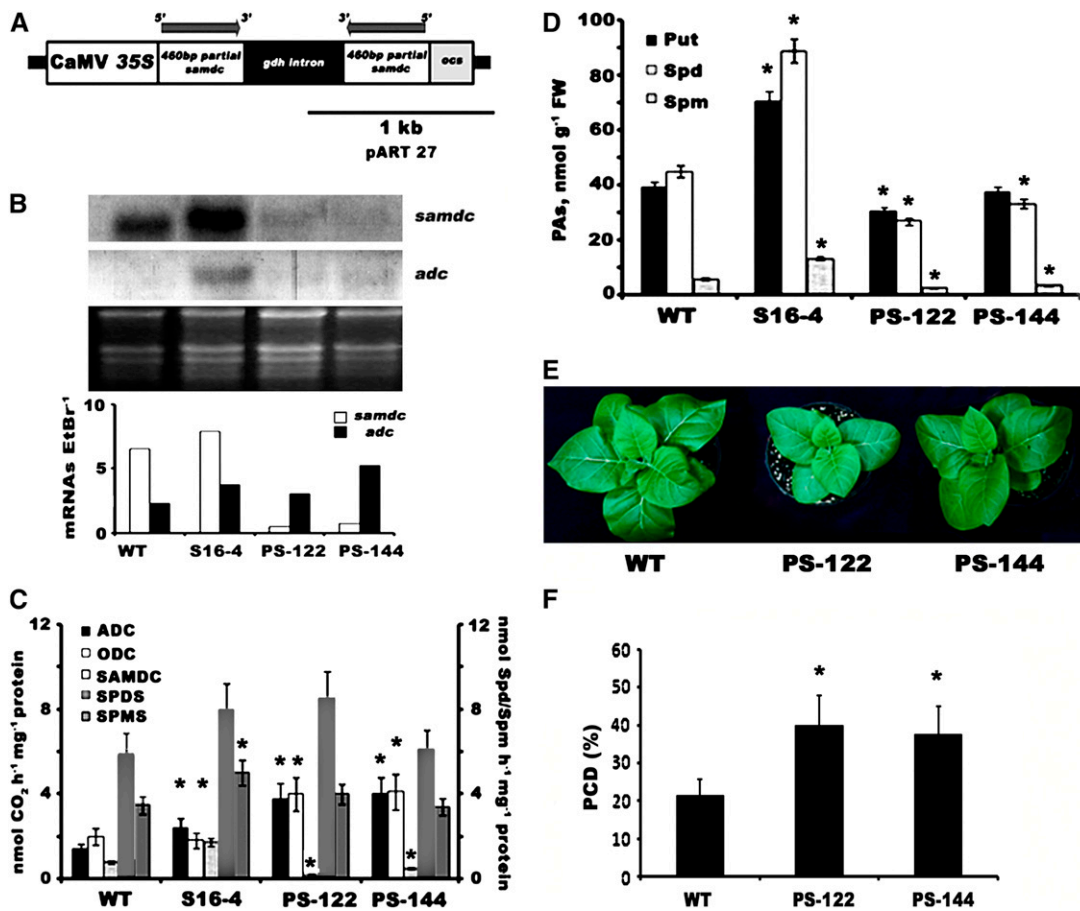 A
5' 3' 3' 5'
CaMV 35S
460bp partial samdc
gdh intron
460bp partial samdc
ocs
1 kb
pART 27
B
samdc
adc
mRNAs EtBr⁻¹
10
5
0
samdc
adc
WT S16-4 PS-122 PS-144
C
nmol CO₂ h⁻¹ mg⁻¹ protein
12
8
4
0
ADC
ODC
SAMDC
SPDS
SPMS
* * * * * * * * *
WT S16-4 PS-122 PS-144
12
8
4
0
nmol Spd/Spm h⁻¹ mg⁻¹ protein
D
PAs, nmol g⁻¹ FW
100
80
60
40
20
0
Put
Spd
Spm
* * * * * * * *
WT S16-4 PS-122 PS-144
E
WT PS-122 PS-144
F
PCD (%)
60
50
40
30
20
10
0
* *
WT PS-122 PS-144